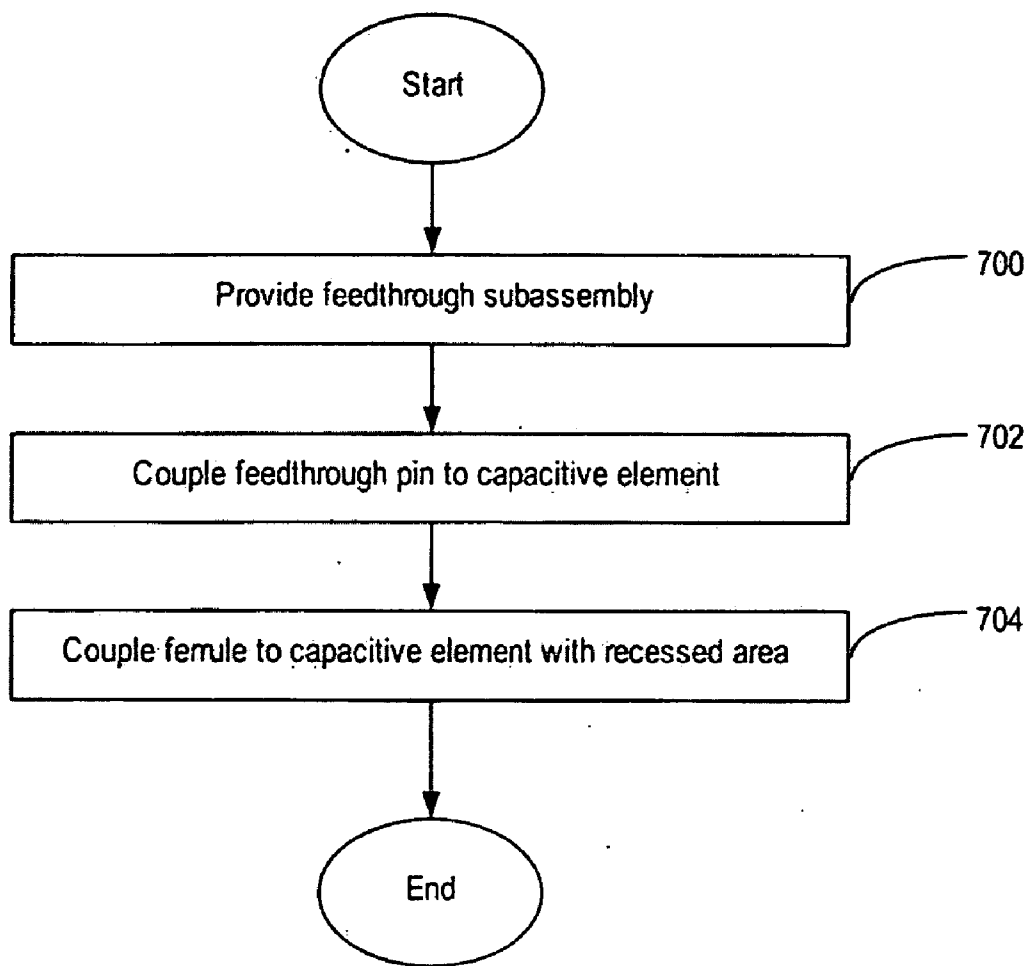 Start
Provide feedthrough subassembly
700
Couple feedthrough pin to capacitive element
702
Couple ferrule to capacitive element with recessed area
704
End